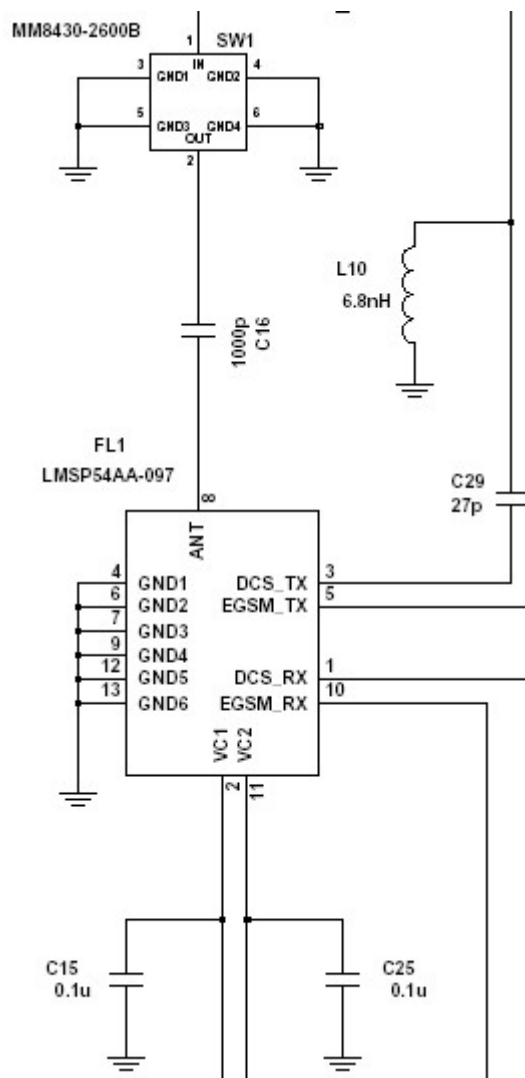 MM8430-2600B
SW1
1
IN
3
GND1
GND2
4
5
GND3
GND4
6
OUT
2
L10
6.8nH
1000p
C16
FL1
LMSP54AA-097
8
C29
27p
ANT
4
GND1
DCS_TX
3
6
GND2
EGSM_TX
5
7
GND3
9
GND4
12
GND5
DCS_RX
1
13
GND6
EGSM_RX
10
VC1
VC2
2
11
C15
0.1u
C25
0.1u